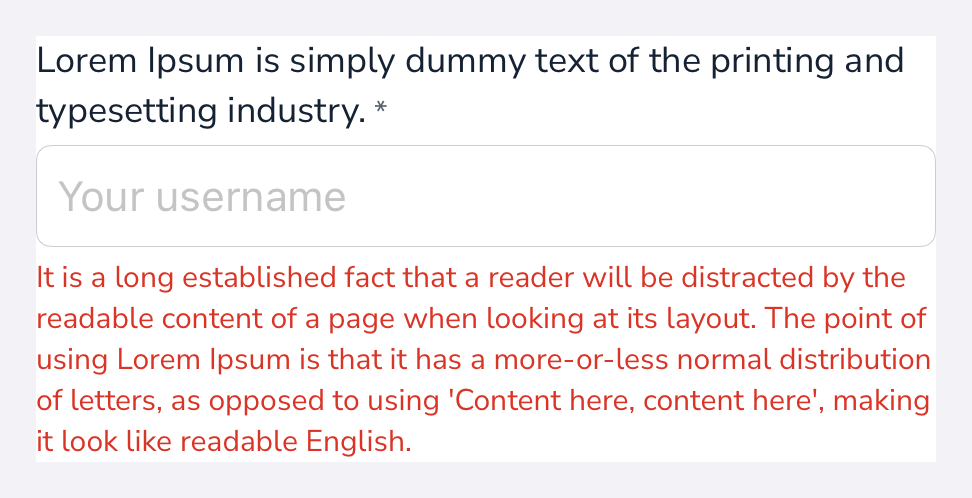 Lorem Ipsum is simply dummy text of the printing and
typesetting industry. *
Your username
It is a long established fact that a reader will be distracted by the
readable content of a page when looking at its layout. The point of
using Lorem Ipsum is that it has a more-or-less normal distribution
of letters, as opposed to using 'Content here, content here', making
it look like readable English.